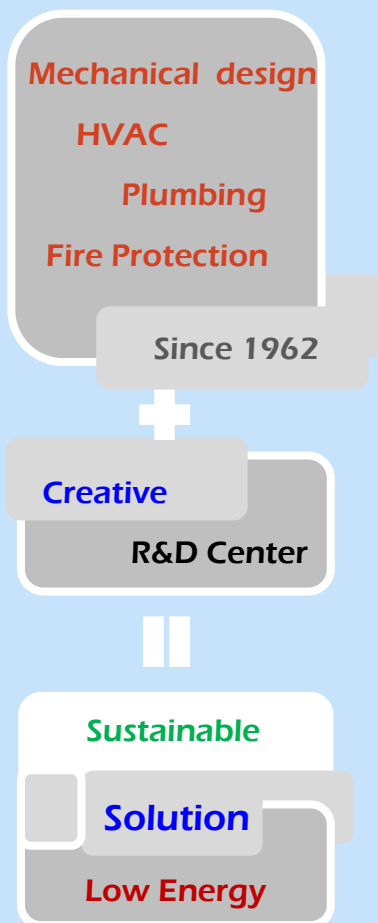 Mechanical design
HVAC
Plumbing
Fire Protection
Since 1962
Creative
R&D Center
Sustainable
Solution
Low Energy